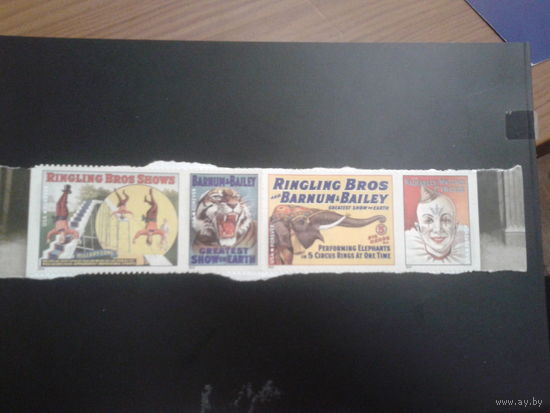 RINGLING BROS SHOWS
BARNUM & BAILEY
GREATEST
SHOW ON EARTH
RINGLING BROS
AND BARNUM & BAILEY
GREATEST SHOW ON EARTH
5
PERFORMING ELEPHANTS
IN 5 CIRCUS RINGS AT ONE TIME
www.ay.by